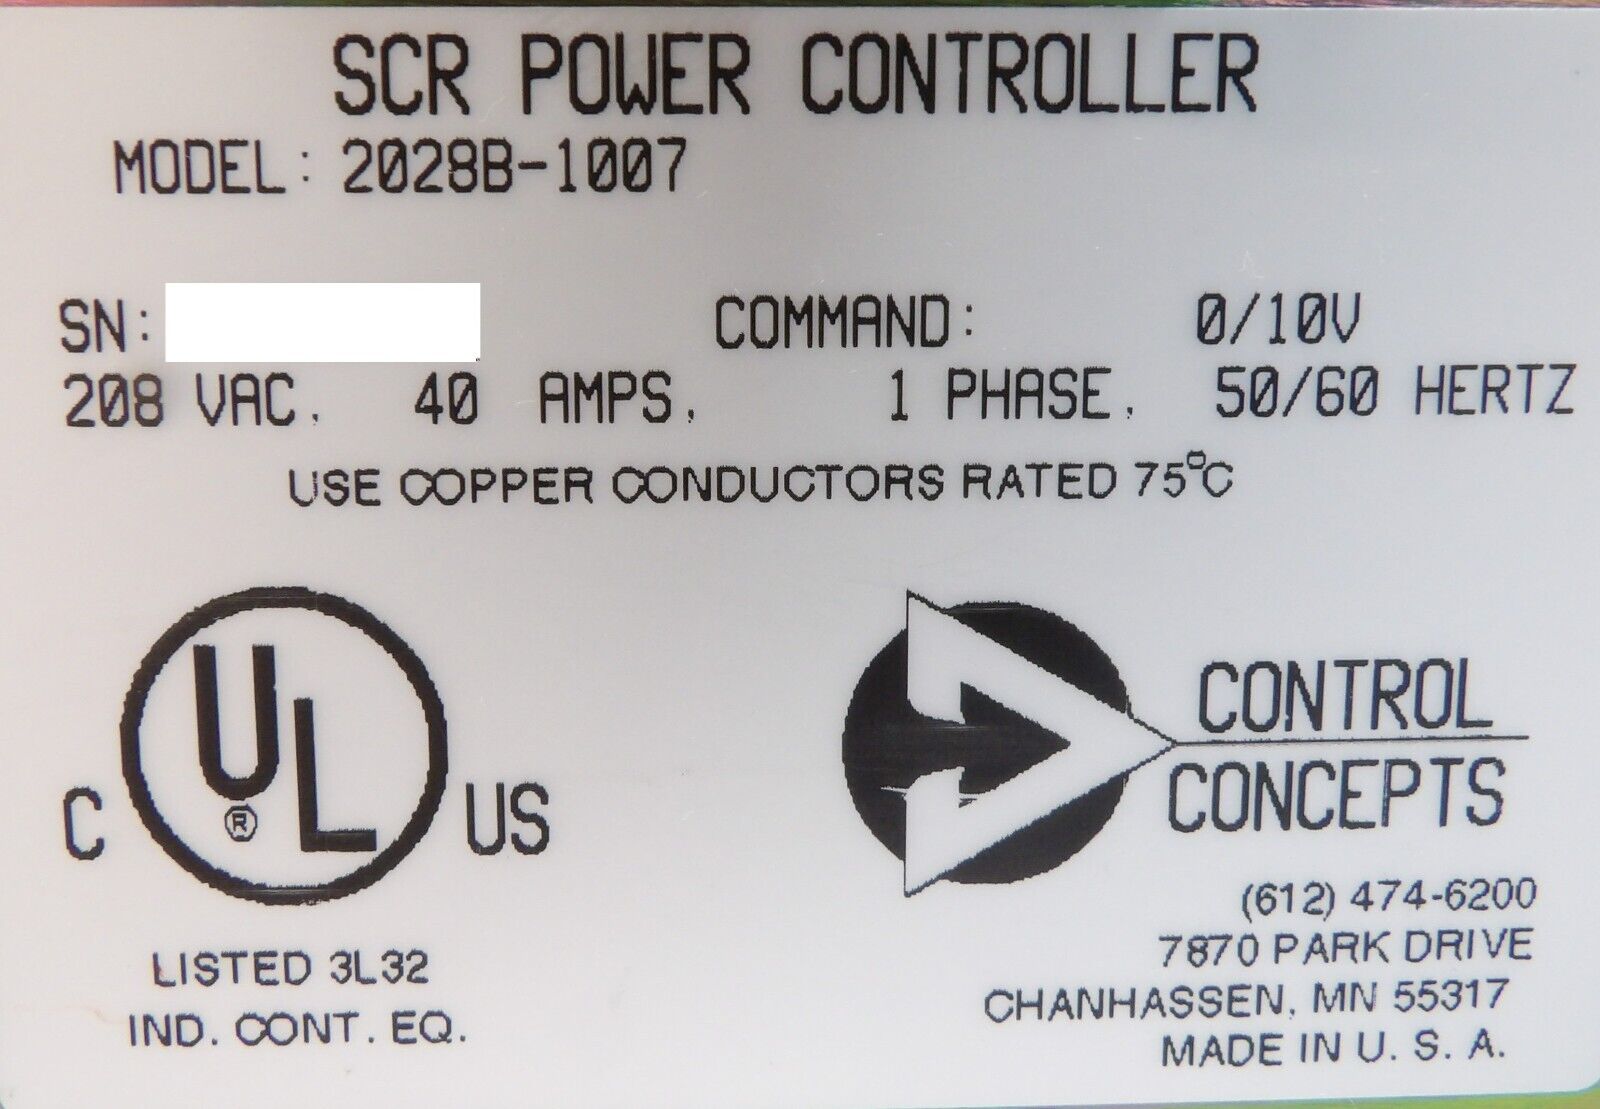 SCR POWER CONTROLLER
MODEL: 2028B-1007
SN: COMMAND: 0/10V
208 VAC, 40 AMPS, 1 PHASE, 50/60 HERTZ
USE COPPER CONDUCTORS RATED 75°C
C UL® US
LISTED 3L32
IND. CONT. EQ.
CONTROL
CONCEPTS
(612) 474-6200
7870 PARK DRIVE
CHANHASSEN, MN 55317
MADE IN U. S. A.